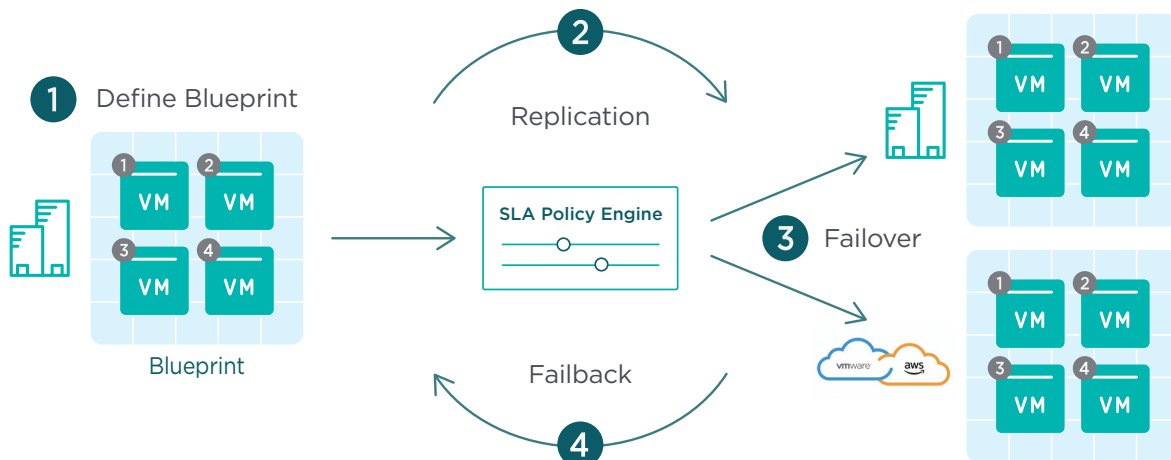 1 Define Blueprint
1 VM 2 VM
3 VM 4 VM
Blueprint
2
Replication
SLA Policy Engine
3 Failover
Failback
4
1 VM 2 VM
3 VM 4 VM
vmware aws
1 VM 2 VM
3 VM 4 VM